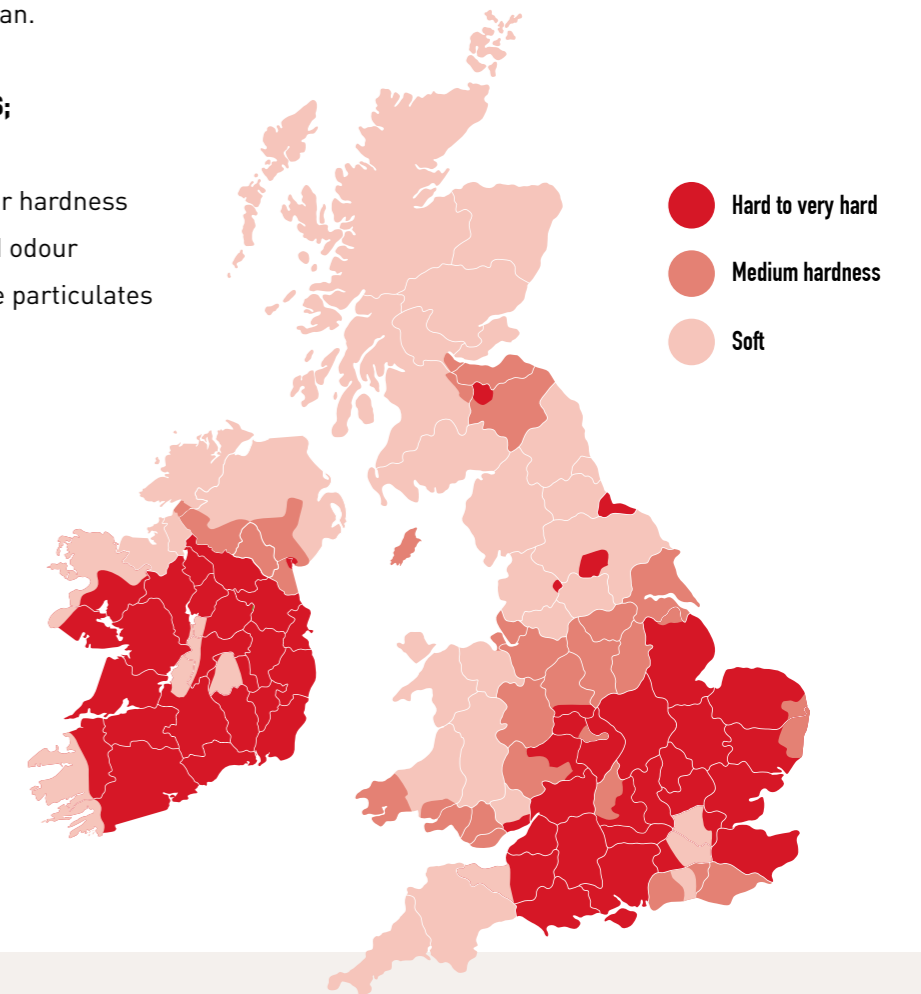 an.
S;
r hardness
d odour
e particulates
Hard to very hard
Medium hardness
Soft